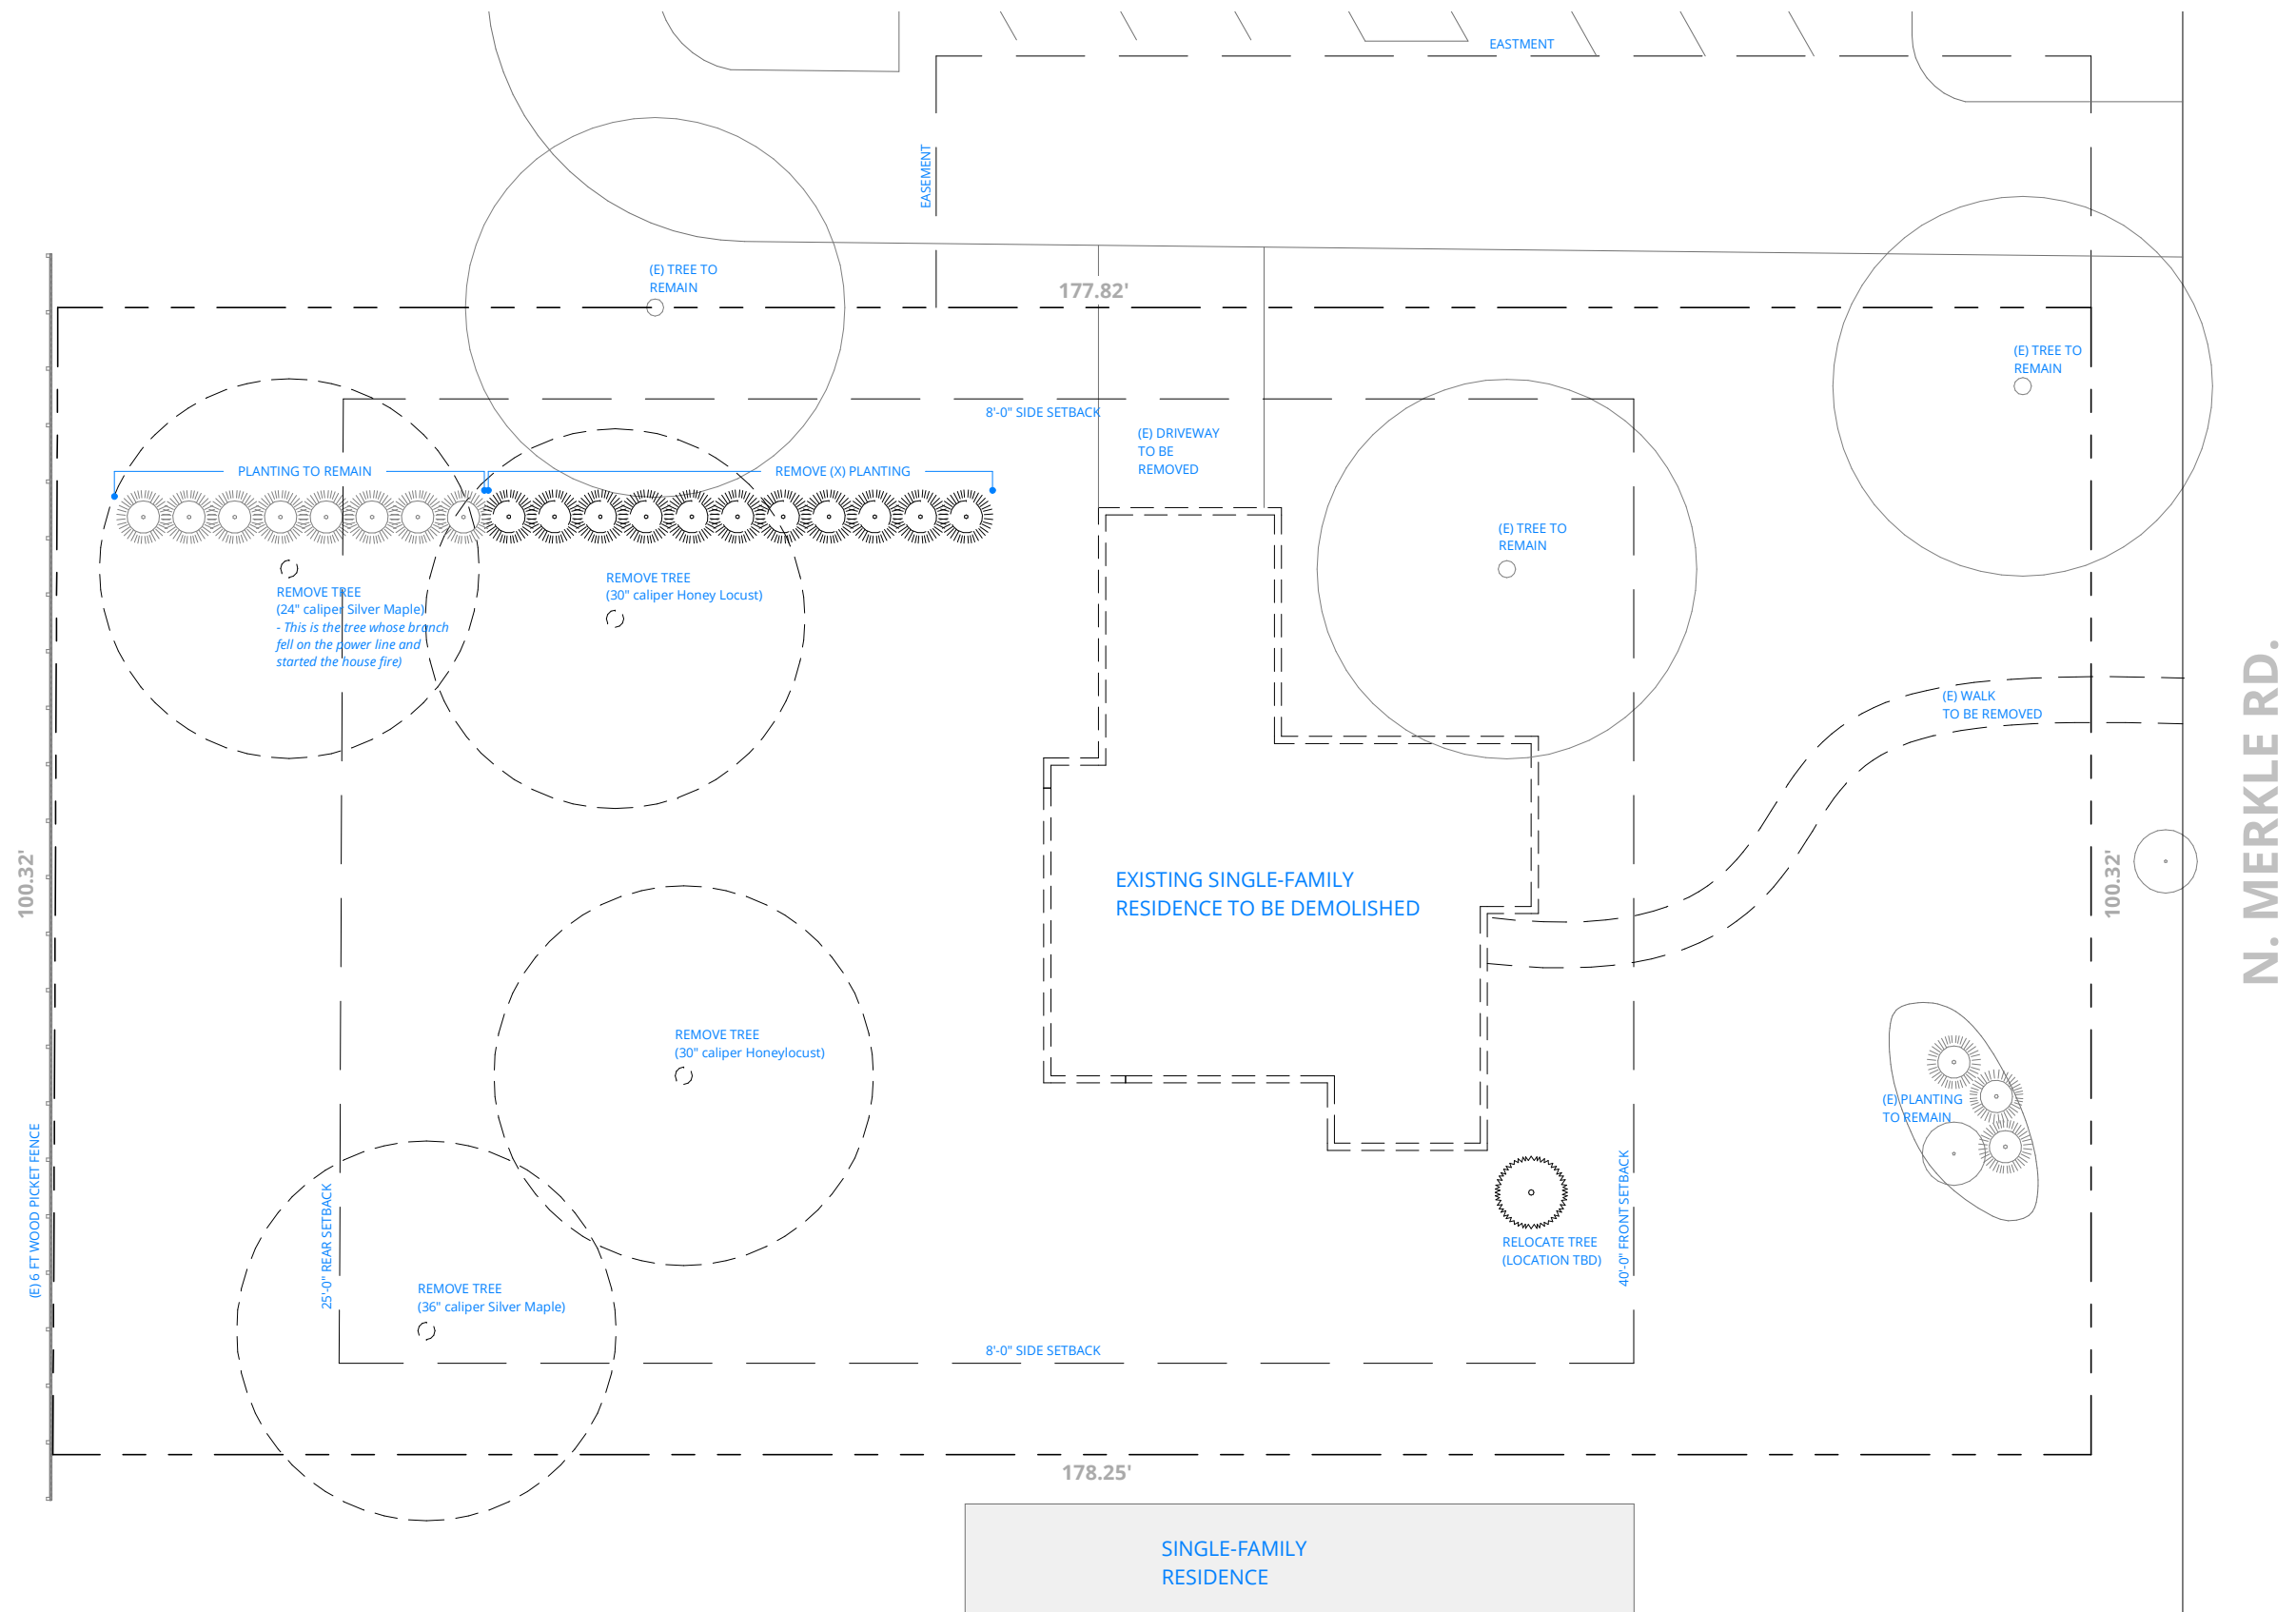 EASTMENT
EASEMENT
(E) TREE TO
REMAIN
177.82'
(E) TREE TO
REMAIN
8'-0" SIDE SETBACK
(E) DRIVEWAY
TO BE
REMOVED
PLANTING TO REMAIN
REMOVE (X) PLANTING
(E) TREE TO
REMAIN
REMOVE TREE
(24" caliper Silver Maple)
- This is the tree whose branch
fell on the power line and
started the house fire)
REMOVE TREE
(30" caliper Honey Locust)
(E) WALK
TO BE REMOVED
N. MERKLE RD.
100.32'
EXISTING SINGLE-FAMILY
RESIDENCE TO BE DEMOLISHED
100.32'
REMOVE TREE
(30" caliper Honeylocust)
(E) PLANTING
TO REMAIN
(E) 6 FT WOOD PICKET FENCE
25'-0" REAR SETBACK
REMOVE TREE
(36" caliper Silver Maple)
RELOCATE TREE
(LOCATION TBD)
40'-0" FRONT SETBACK
8'-0" SIDE SETBACK
178.25'
SINGLE-FAMILY
RESIDENCE